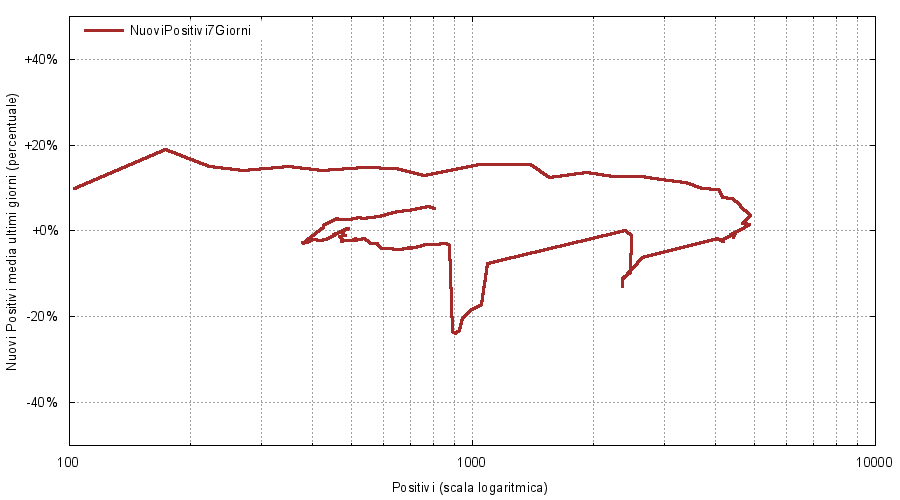 NuoviPositivi7Giorni
+40%
+20%
+0%
-20%
-40%
Nuovi Positivi media ultimi giorni (percentuale)
100 1000 10000
Positivi (scala logaritmica)